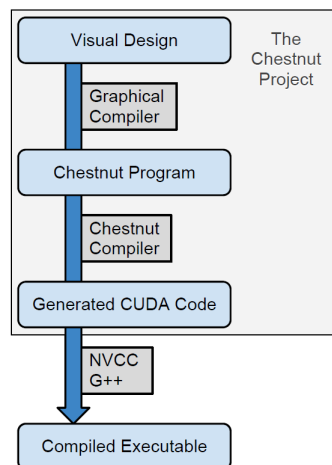 Visual Design
The
Chestnut
Project
Graphical
Compiler
Chestnut Program
Chestnut
Compiler
Generated CUDA Code
NVCC
G++
Compiled Executable